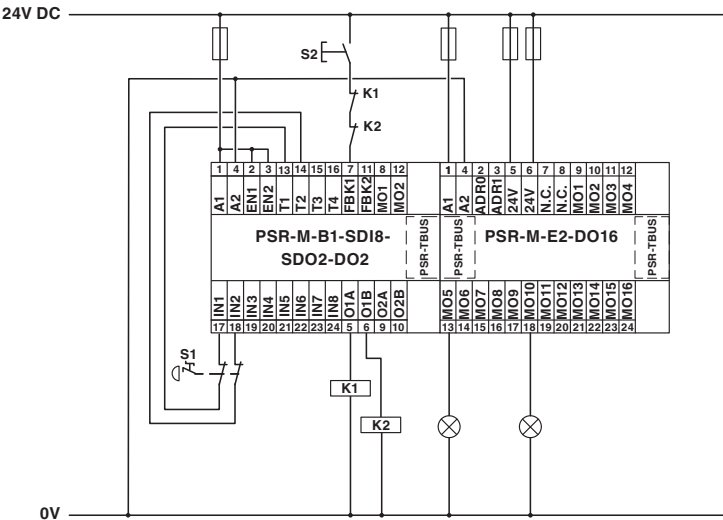 24V DC
S2
K1
K2
1 4 2 3 13 14 15 16 7 11 8 12
A1 A2 EN1 EN2 T1 T2 T3 T4 FBK1 FBK2 MO1 MO2
1 4 2 3 5 6 7 8 9 10 11 12
A1 A2 ADR0 ADR1 24V 24V N.C. N.C. MO1 MO2 MO3 MO4
PSR-M-B1-SDI8-
SDO2-DO2
PSR-TBUS
PSR-TBUS
PSR-M-E2-DO16
PSR-TBUS
IN1 IN2 IN3 IN4 IN5 IN6 IN7 IN8 O1A O1B O2A O2B
17 18 19 20 21 22 23 24 5 6 9 10
MO5 MO6 MO7 MO8 MO9 MO10 MO11 MO12 MO13 MO14 MO15 MO16
13 14 15 16 17 18 19 20 21 22 23 24
S1
K1
K2
0V